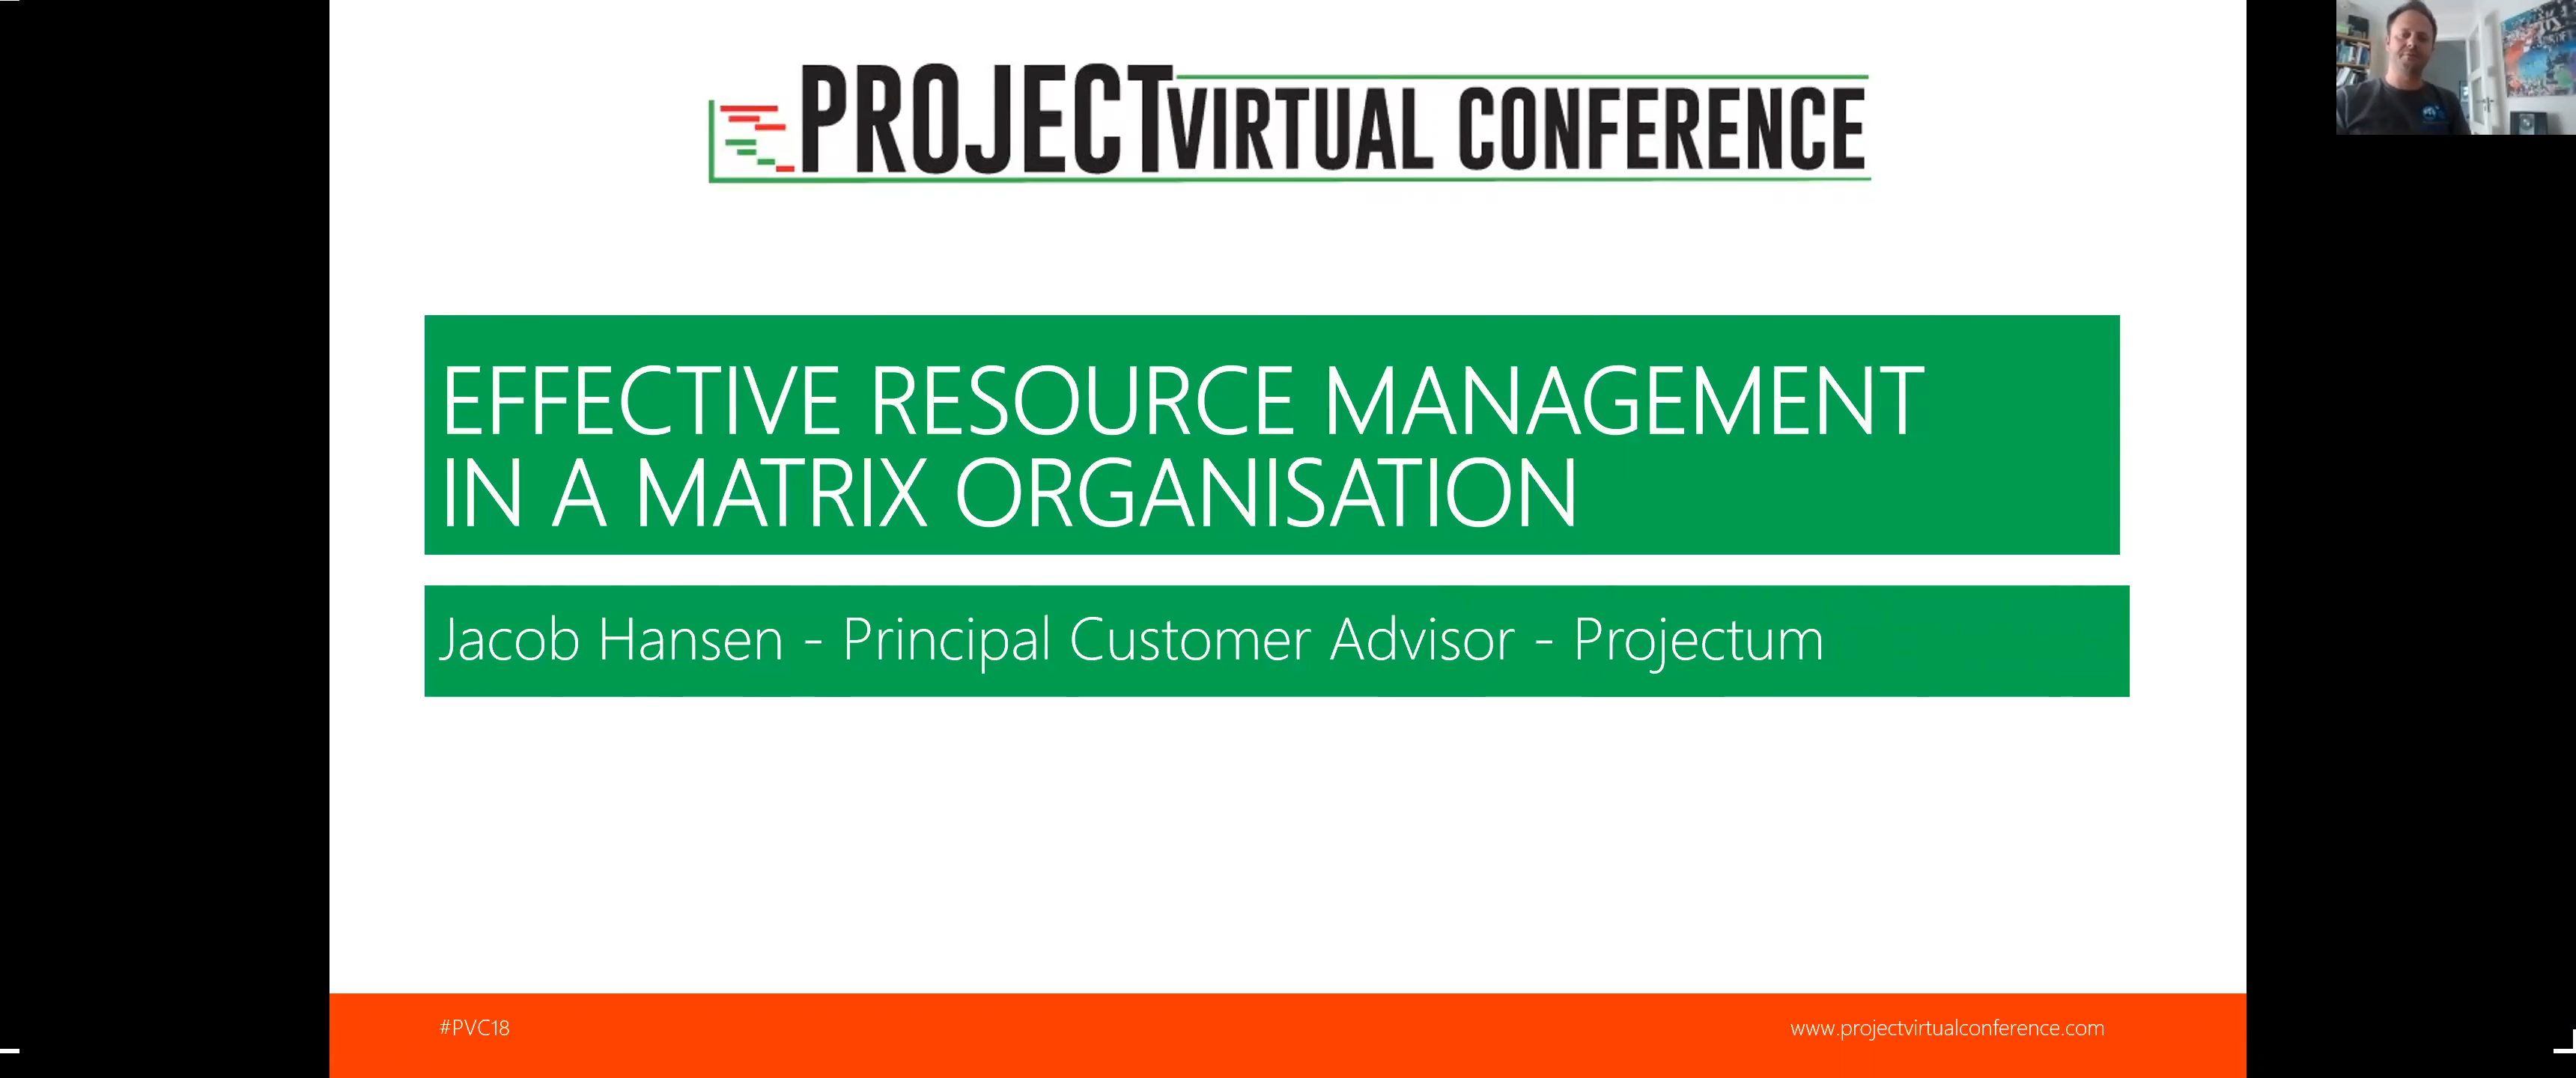 PROJECT VIRTUAL CONFERENCE
EFFECTIVE RESOURCE MANAGEMENT
IN A MATRIX ORGANISATION
Jacob Hansen - Principal Customer Advisor - Projectum
#PVC18
www.projectvirtualconference.com